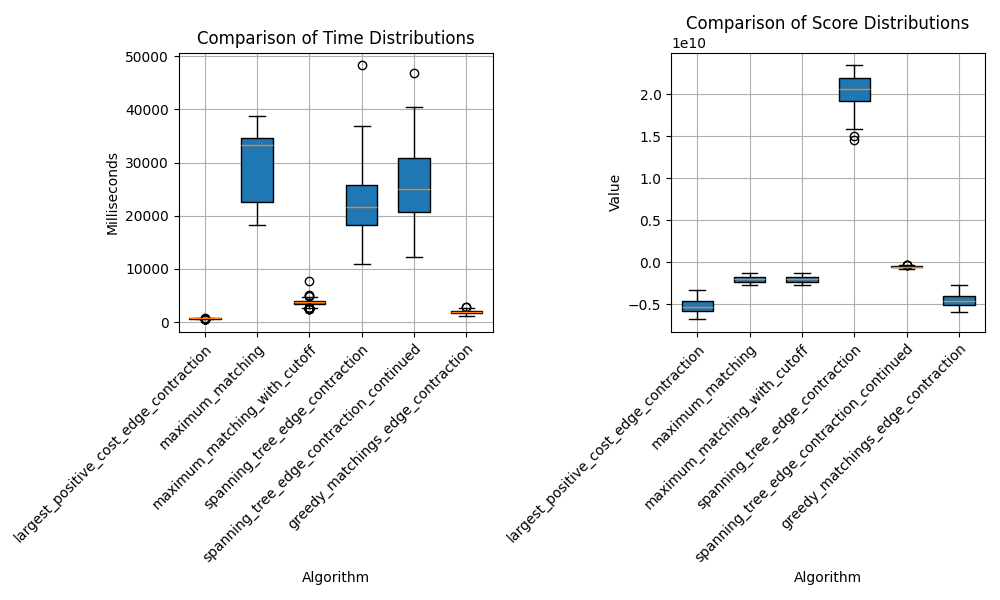 Comparison of Time Distributions
50000
40000
30000
20000
10000
0
Milliseconds
largest_positive_cost_edge_contraction
maximum_matching
maximum_matching_with_cutoff
spanning_tree_edge_contraction
spanning_tree_edge_contraction_continued
greedy_matchings_edge_contraction
Algorithm
Comparison of Score Distributions
1e10
2.0
1.5
1.0
0.5
0.0
−0.5
Value
largest_positive_cost_edge_contraction
maximum_matching
maximum_matching_with_cutoff
spanning_tree_edge_contraction
spanning_tree_edge_contraction_continued
greedy_matchings_edge_contraction
Algorithm